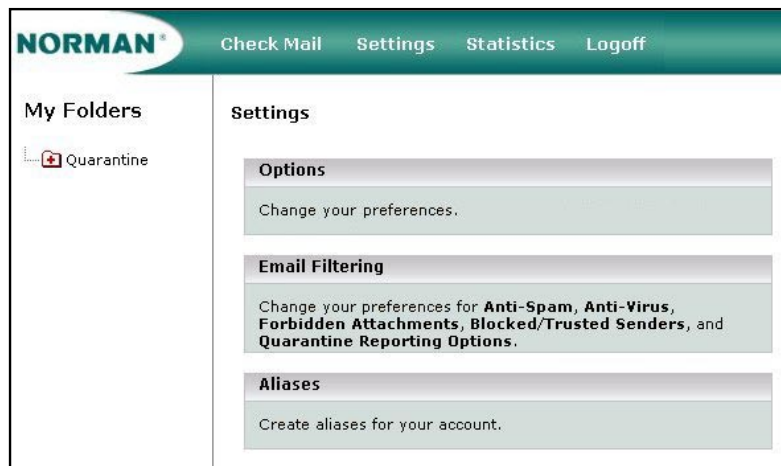 NORMAN®
Check Mail Settings Statistics Logoff
My Folders
Quarantine
Settings
Options
Change your preferences.
Email Filtering
Change your preferences for Anti-Spam, Anti-Virus,
Forbidden Attachments, Blocked/Trusted Senders, and
Quarantine Reporting Options.
Aliases
Create aliases for your account.